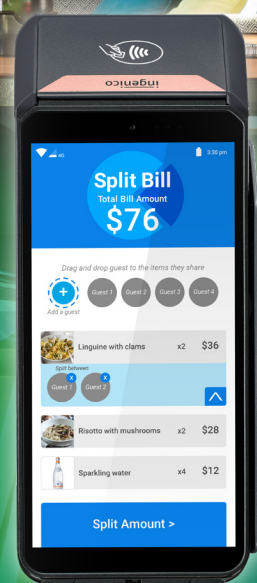 ingenico
4G
3:30 pm
Split Bill
Total Bill Amount
$76
Drag and drop guest to the items they share
+
Guest 1 Guest 2 Guest 3 Guest 4
Add a guest
Linguine with clams x2 $36
Split between
Guest 1 X Guest 2 X
Risotto with mushrooms x2 $28
Sparkling water x4 $12
Split Amount >